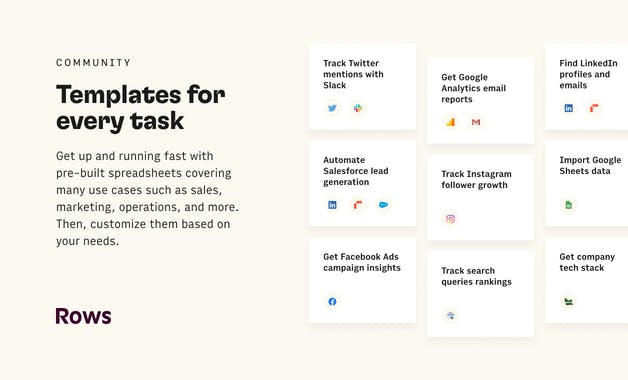 COMMUNITY
Templates for
every task
Get up and running fast with
pre-built spreadsheets covering
many use cases such as sales,
marketing, operations, and more.
Then, customize them based on
your needs.
Rows
Track Twitter
mentions with
Slack
Automate
Salesforce lead
generation
Get Facebook Ads
campaign insights
Get Google
Analytics email
reports
Track Instagram
follower growth
Track search
queries rankings
Find LinkedIn
profiles and
emails
Import Google
Sheets data
Get company
tech stack